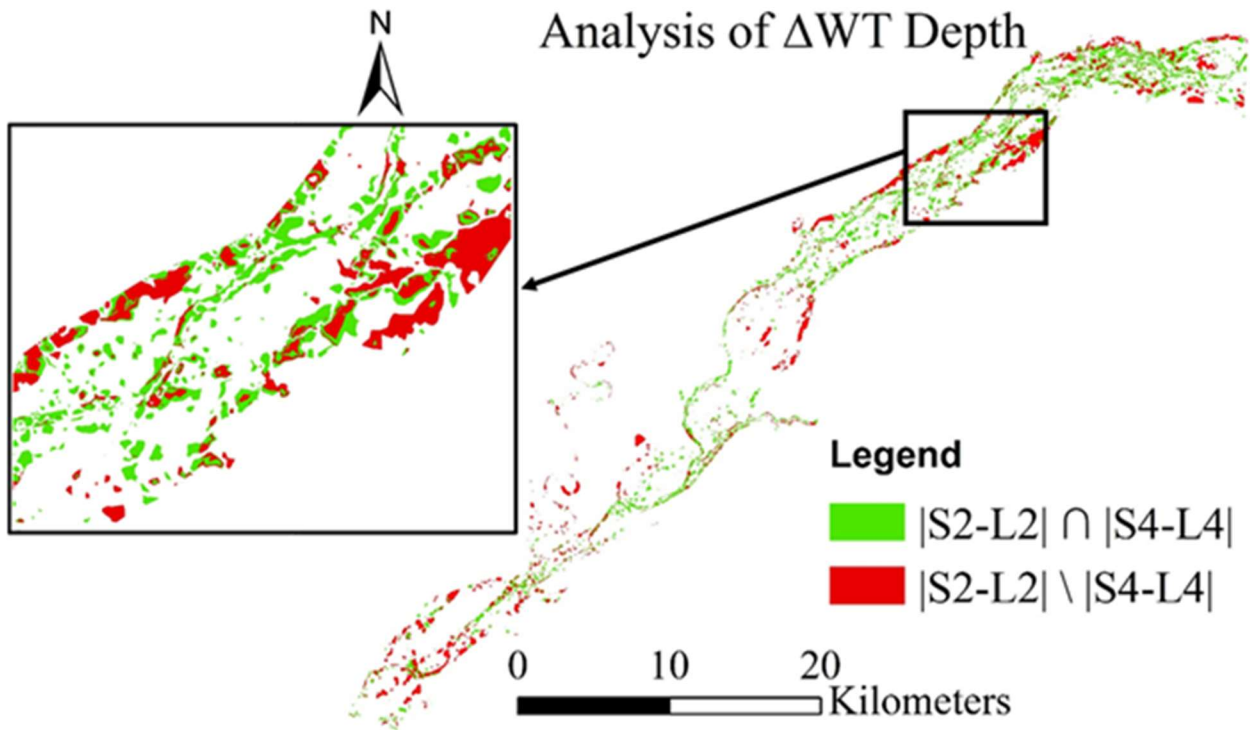 N
Analysis of ΔWT Depth
Legend
|S2-L2| ∩ |S4-L4|
|S2-L2| \ |S4-L4|
0 10 20
Kilometers